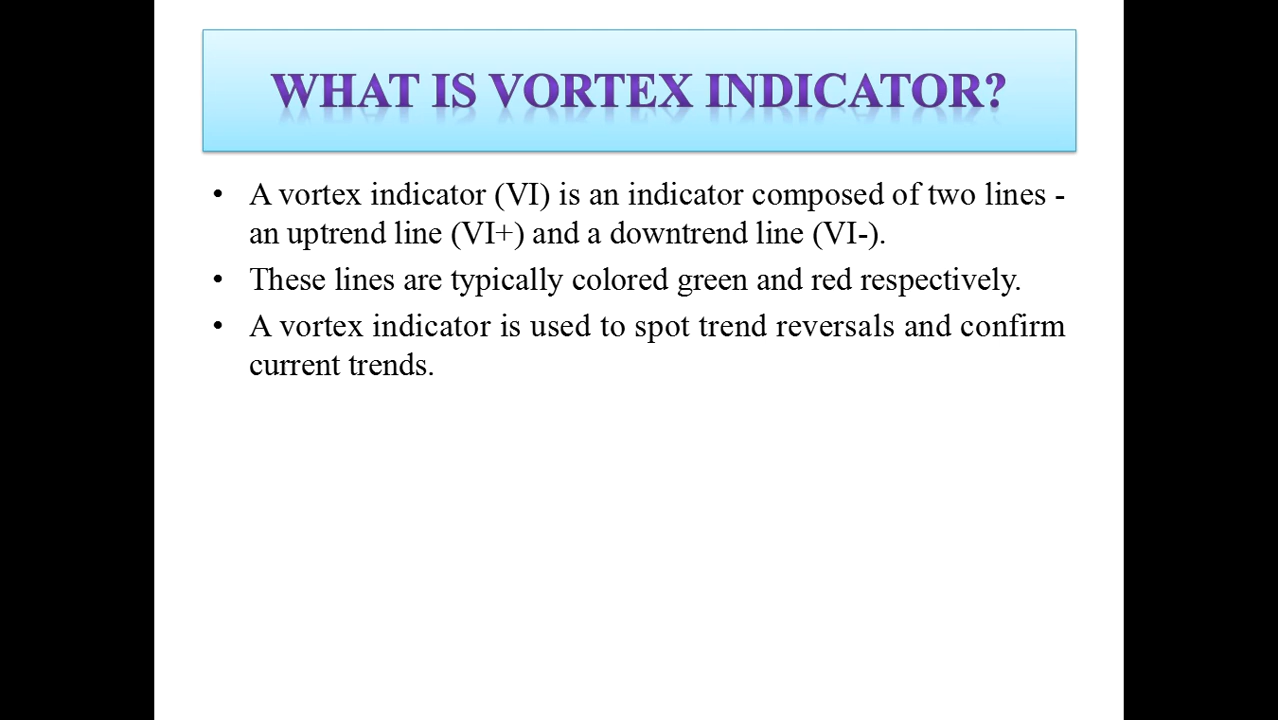 WHAT IS VORTEX INDICATOR?
• A vortex indicator (VI) is an indicator composed of two lines -
an uptrend line (VI+) and a downtrend line (VI-).
• These lines are typically colored green and red respectively.
• A vortex indicator is used to spot trend reversals and confirm
current trends.